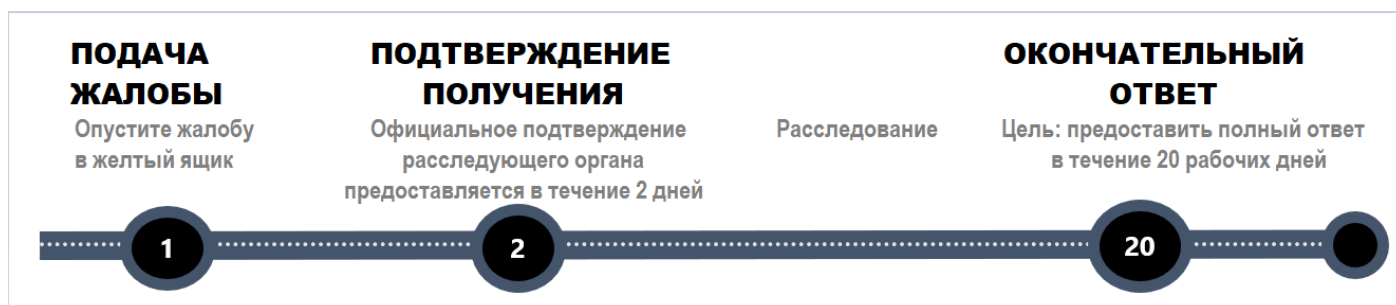 ПОДАЧА
ЖАЛОБЫ
Опустите жалобу
в желтый ящик
ПОДТВЕРЖДЕНИЕ
ПОЛУЧЕНИЯ
Официальное подтверждение
расследующего органа
предоставляется в течение 2 дней
Расследование
ОКОНЧАТЕЛЬНЫЙ
ОТВЕТ
Цель: предоставить полный ответ
в течение 20 рабочих дней
1
2
20